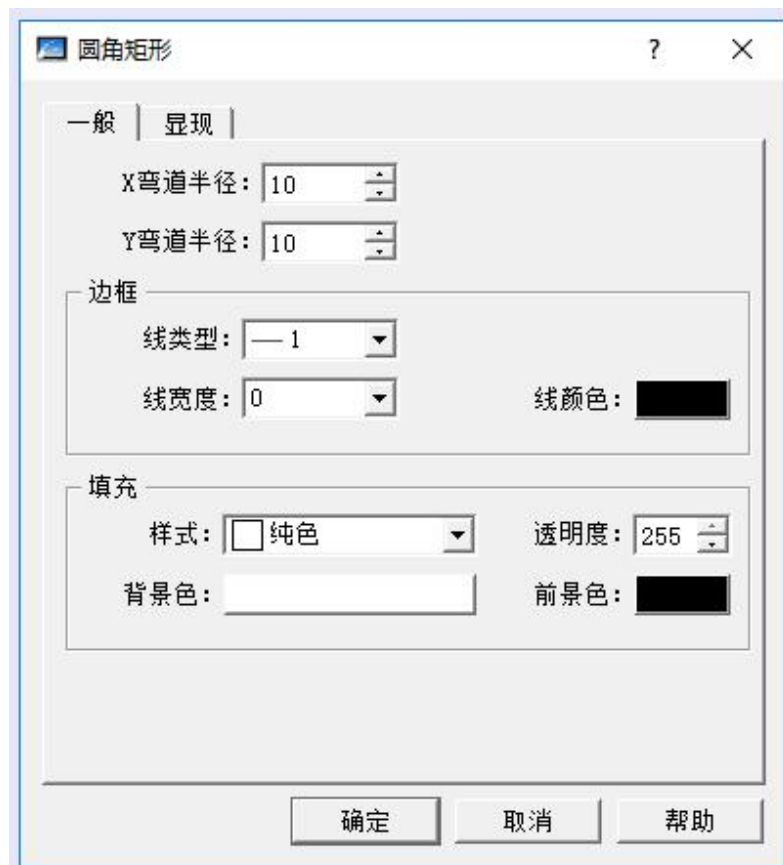 圆角矩形 ?
一般 显现
X弯道半径: 10
Y弯道半径: 10
边框
线类型: — 1
线宽度: 0 线颜色:
填充
样式: 纯色 透明度: 255
背景色: 前景色:
确定 取消 帮助